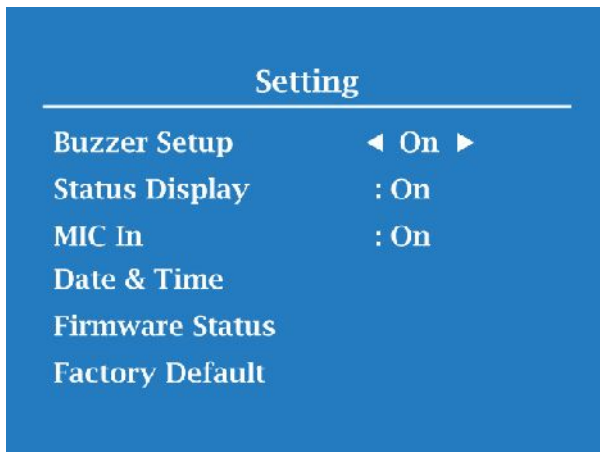 Setting
Buzzer Setup ◀ On ▶
Status Display : On
MIC In : On
Date & Time
Firmware Status
Factory Default